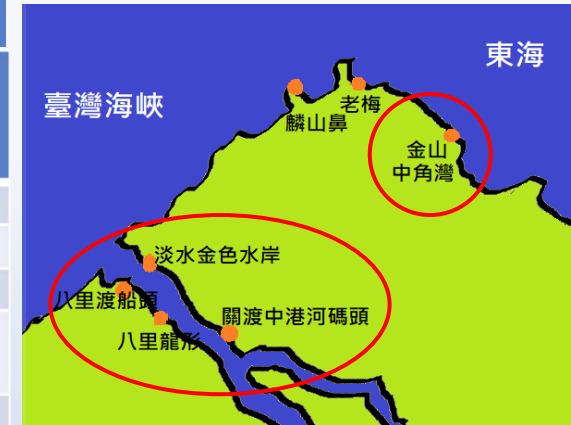 東海
臺灣海峽
老梅
麟山鼻
金山
中角灣
淡水金色水岸
八里渡船頭
關渡中港河碼頭
八里龍形